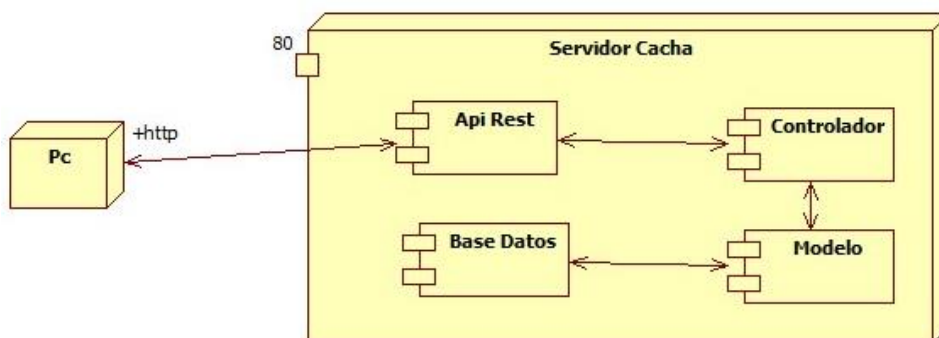 80
Servidor Cacha
Api Rest
Controlador
+http
Pc
Base Datos
Modelo